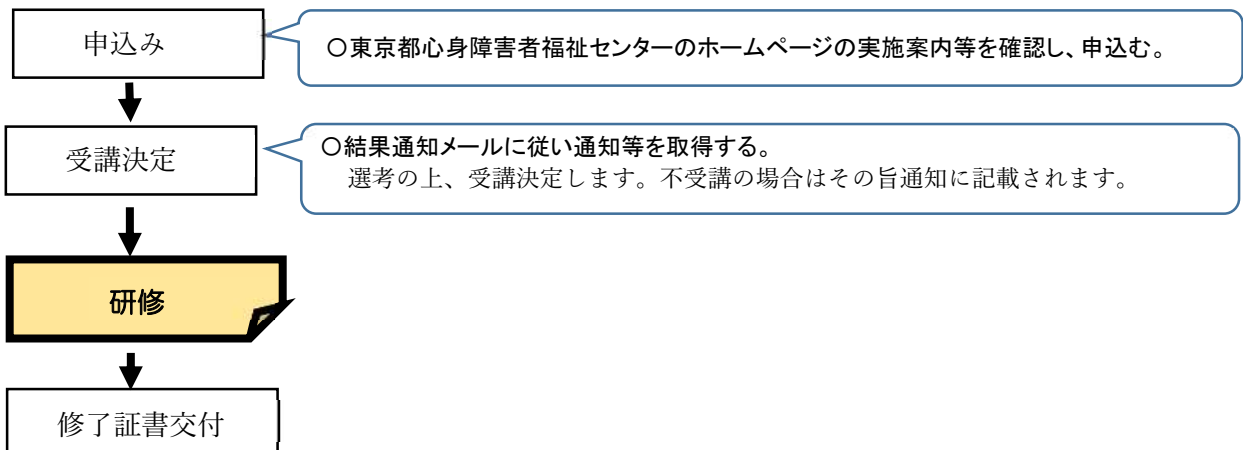 申込み
〇東京都心身障害者福祉センターのホームページの実施案内等を確認し、申込む。
受講決定
〇結果通知メールに従い通知等を取得する。
選考の上、受講決定します。不受講の場合はその旨通知に記載されます。
研修
修了証書交付